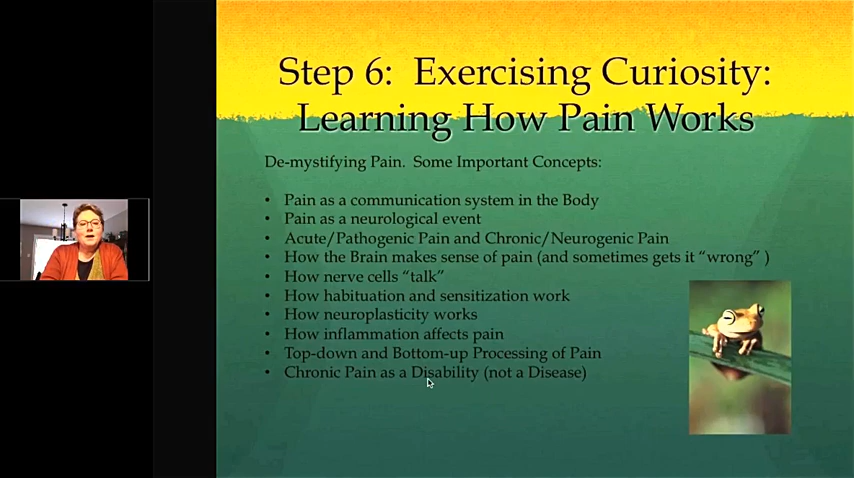 Step 6:  Exercising Curiosity:
Learning How Pain Works
De-mystifying Pain.  Some Important Concepts:
• Pain as a communication system in the Body
• Pain as a neurological event
• Acute/Pathogenic Pain and Chronic/Neurogenic Pain
• How the Brain makes sense of pain (and sometimes gets it “wrong” )
• How nerve cells “talk”
• How habituation and sensitization work
• How neuroplasticity works
• How inflammation affects pain
• Top-down and Bottom-up Processing of Pain
• Chronic Pain as a Disability (not a Disease)